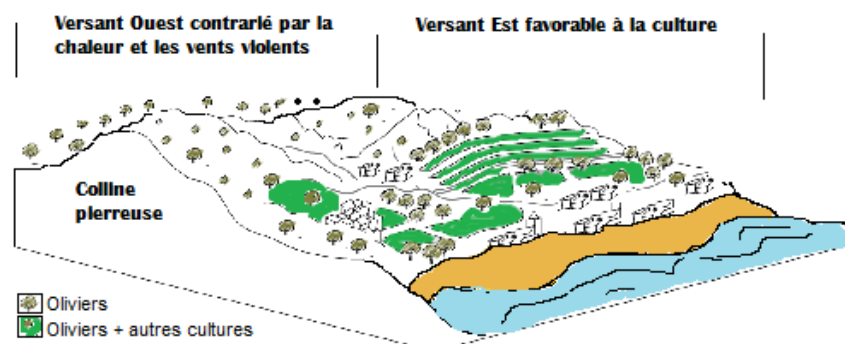 Versant Ouest contrarié par la
chaleur et les vents violents
Versant Est favorable à la culture
Colline
pierreuse
Oliviers
Oliviers + autres cultures